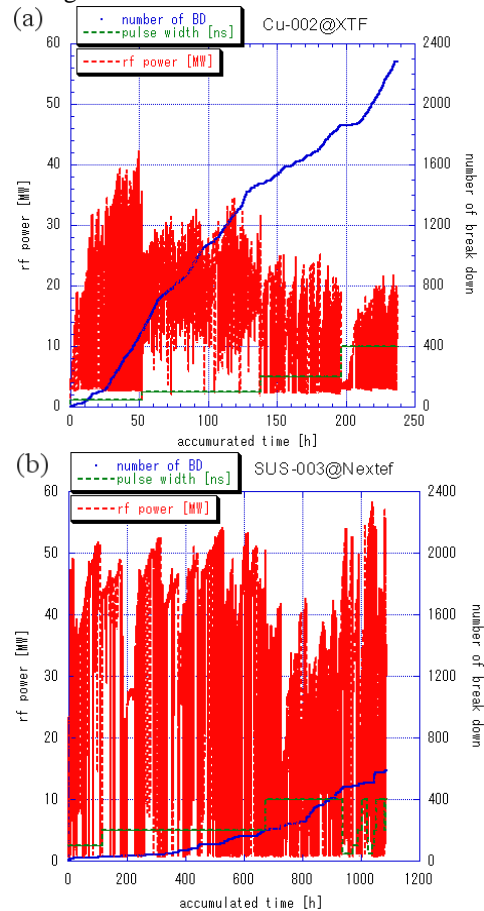 (a)
number of BD
pulse width [ns]
rf power [MW]
Cu-002@XTF
60
50
40
30
20
10
0
rf power [MW]
2400
2000
1600
1200
800
400
0
number of break down
0 50 100 150 200 250
accumurated time [h]
(b)
number of BD
pulse width [ns]
rf power [MW]
SUS-003@Nextef
60
50
40
30
20
10
0
rf power [MW]
2400
2000
1600
1200
800
400
0
number of break down
0 200 400 600 800 1000 1200
accumulated time [h]